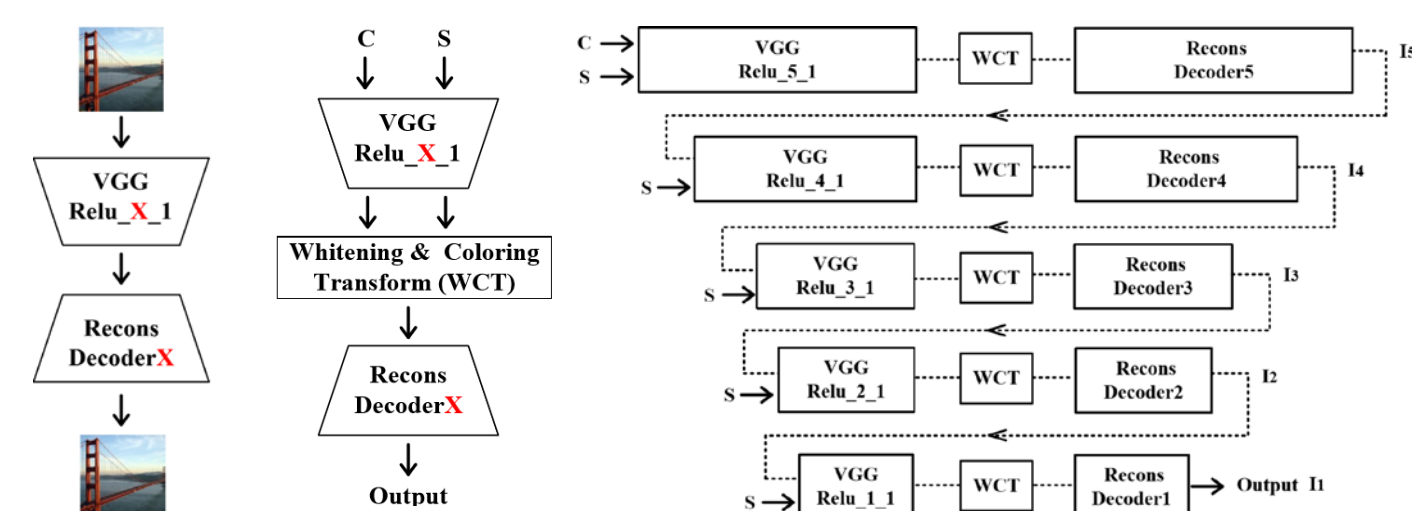 VGG
Relu_X_1
Recons
DecoderX
C S
VGG
Relu_X_1
Whitening & Coloring
Transform (WCT)
Recons
DecoderX
Output
C
S
VGG
Relu_5_1
WCT
Recons
Decoder5
I5
S
VGG
Relu_4_1
WCT
Recons
Decoder4
I4
S
VGG
Relu_3_1
WCT
Recons
Decoder3
I3
S
VGG
Relu_2_1
WCT
Recons
Decoder2
I2
S
VGG
Relu_1_1
WCT
Recons
Decoder1
Output I1